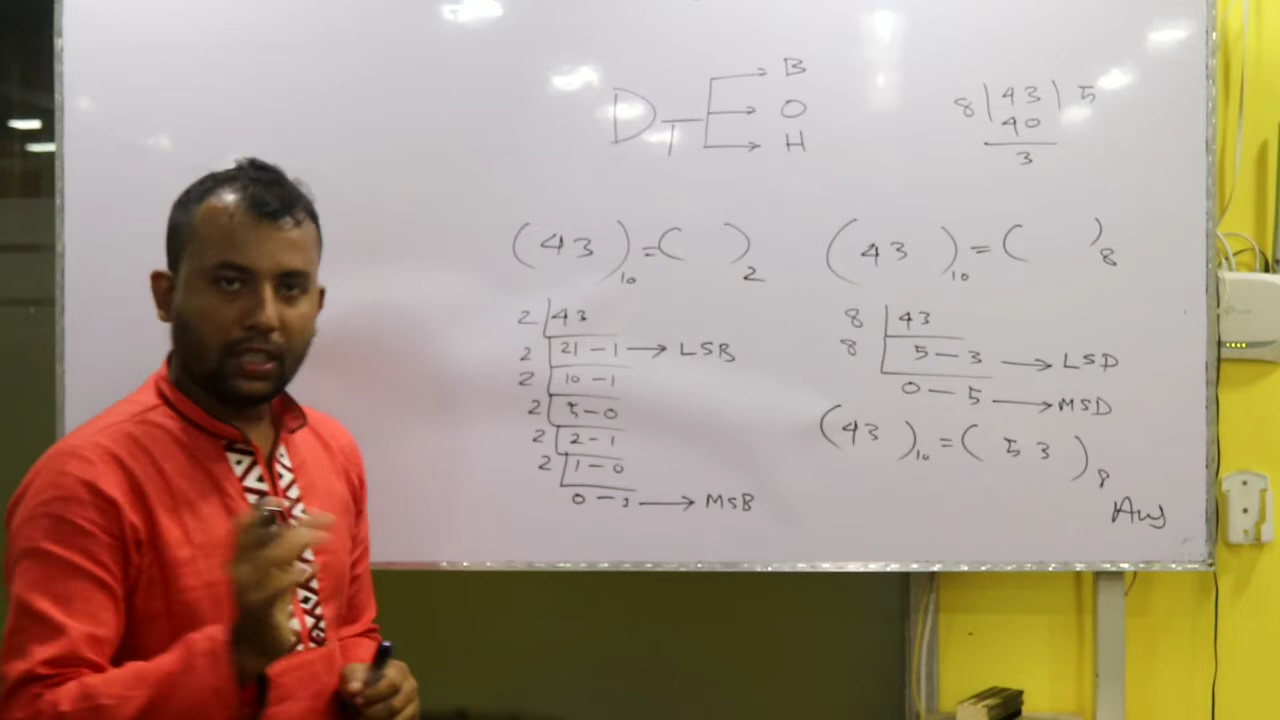 D → B
→ O
→ H
8 | 43 | 5
40
3
(43)₁₀ = ( )₂
2 | 43
2 | 21 – 1 → LSB
2 | 10 – 1
2 | 5 – 0
2 | 2 – 1
2 | 1 – 0
0 – 1 → MSB
(43)₁₀ = ( )₈
8 | 43
8 | 5 – 3 → LSD
0 – 5 → MSD
(43)₁₀ = (53)₈
Ans